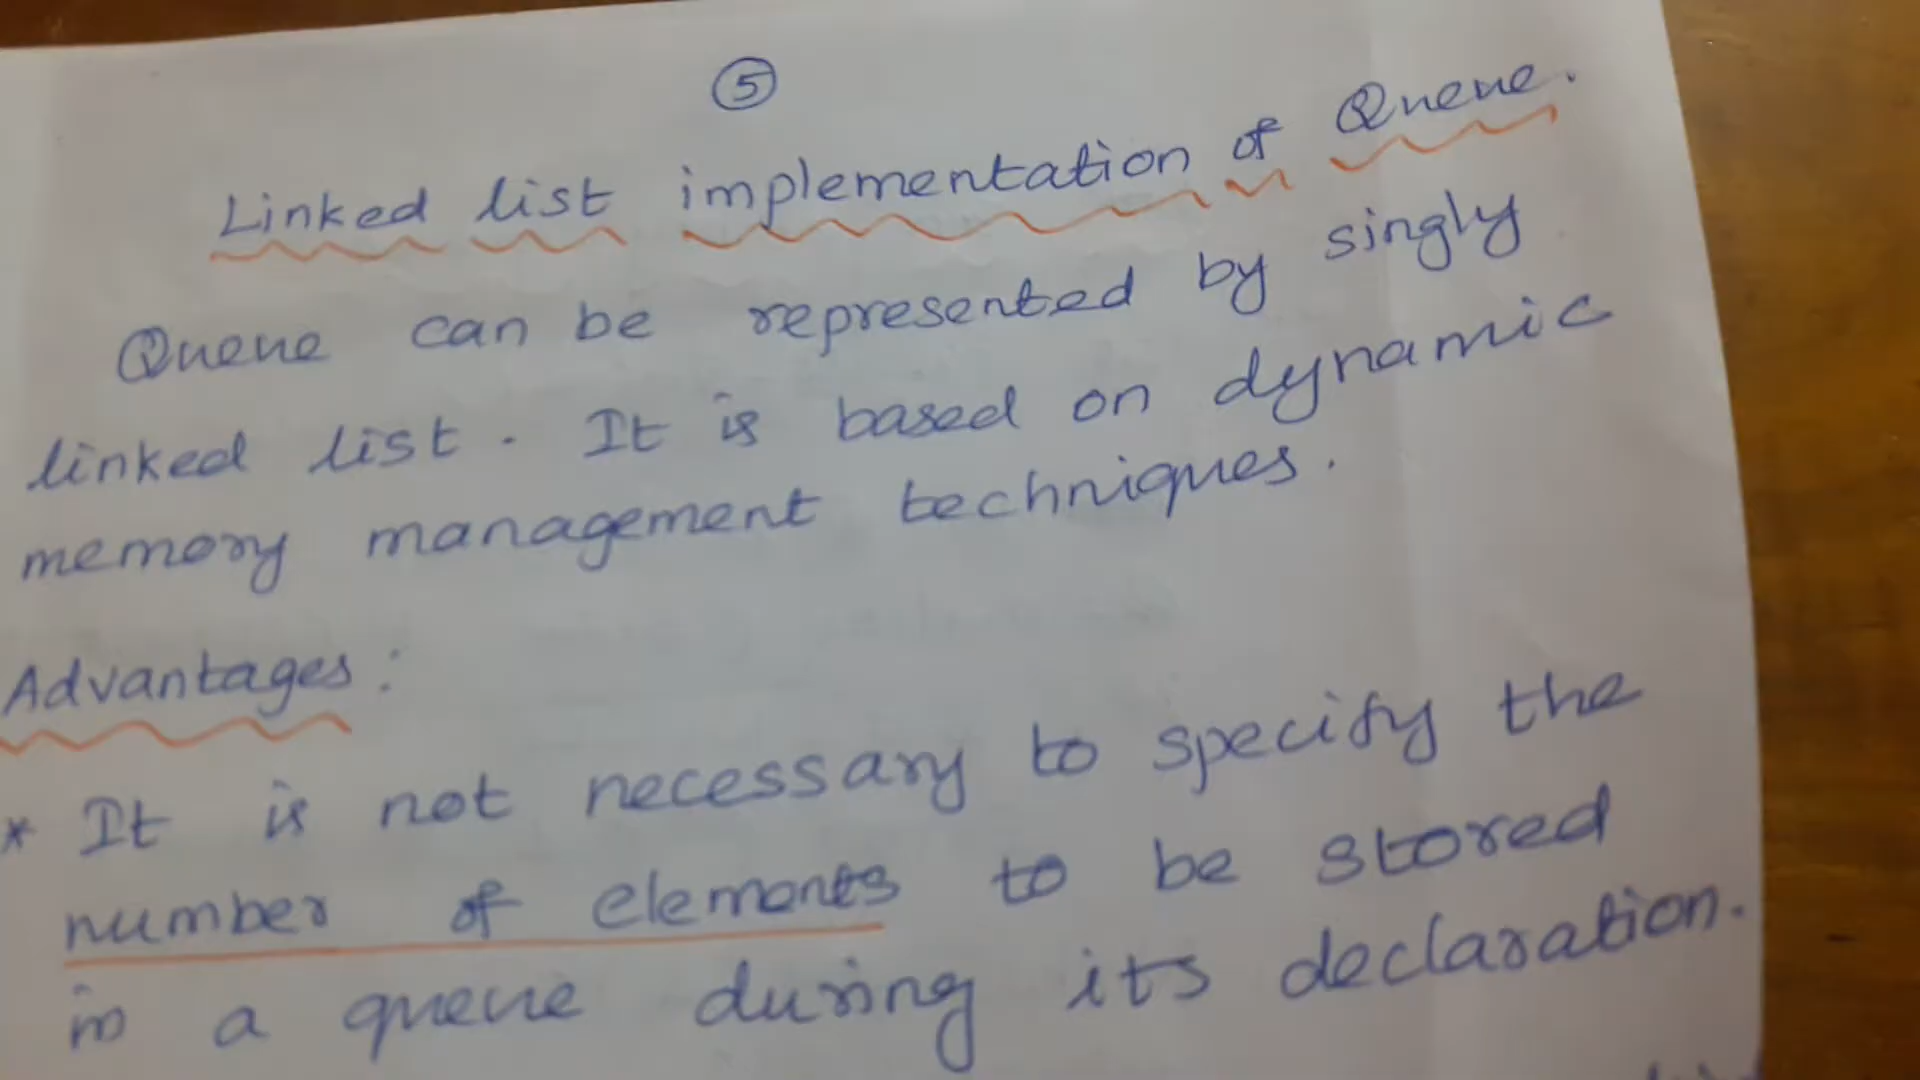 5
Linked list implementation of Queue.
Queue can be represented by singly
linked list. It is based on dynamic
memory management techniques.
Advantages:
* It is not necessary to specify the
number of elements to be stored
in a queue during its declaration.